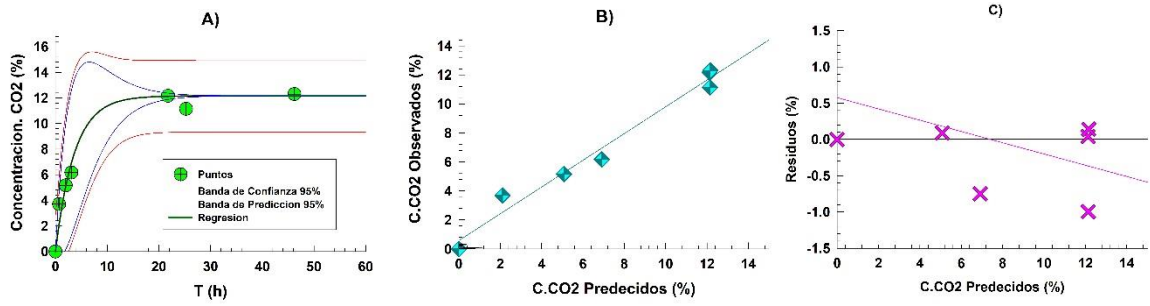 A)
Concentracion. CO2 (%)
16
14
12
10
8
6
4
2
0
Puntos
Banda de Confianza 95%
Banda de Prediccion 95%
Regresion
0 10 20 30 40 50 60
T (h)
B)
C.CO2 Observados (%)
14
12
10
8
6
4
2
0
0 2 4 6 8 10 12 14
C.CO2 Predecidos (%)
C)
Residuos (%)
1.5
1.0
0.5
0.0
-0.5
-1.0
-1.5
0 2 4 6 8 10 12 14
C.CO2 Predecidos (%)